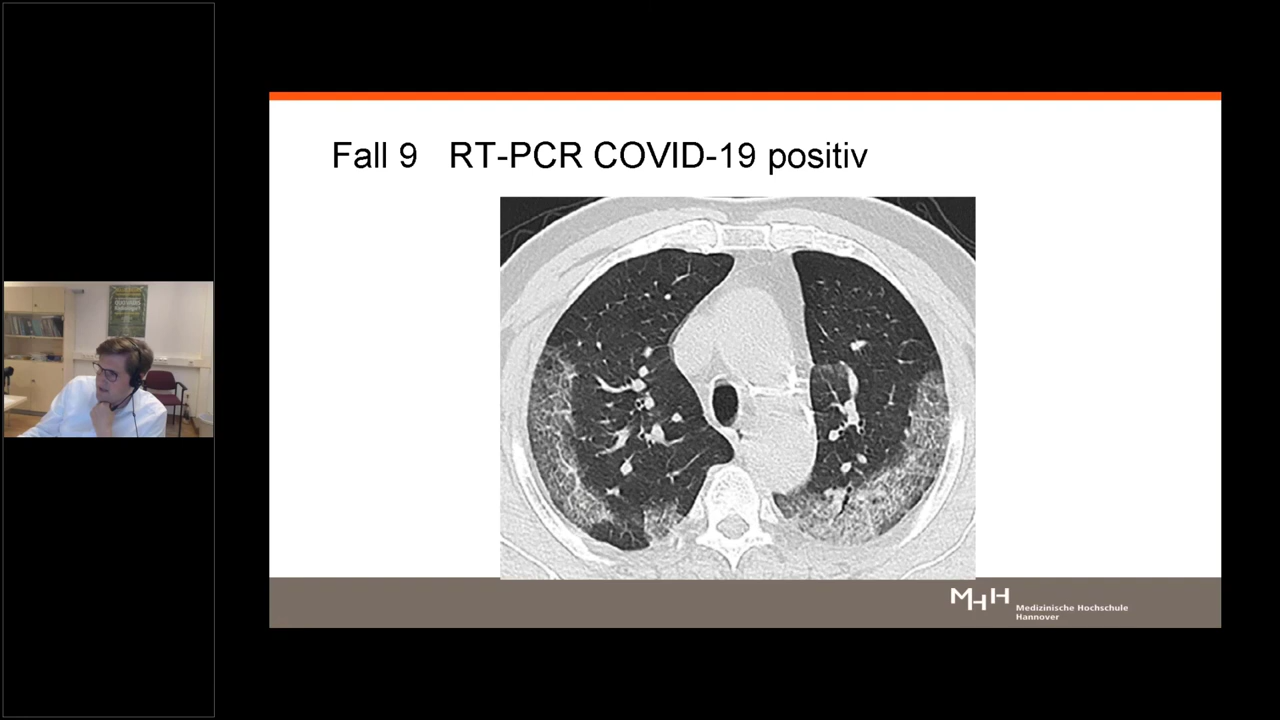 Fall 9 RT-PCR COVID-19 positiv
MHH
Medizinische Hochschule
Hannover